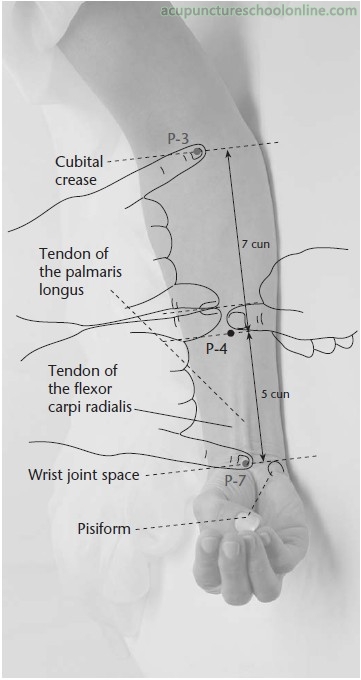 acupunctureschoolonline.com
P-3
Cubital
crease
7 cun
Tendon of
the palmaris
longus
P-4
Tendon of
the flexor
carpi radialis
5 cun
Wrist joint space
P-7
Pisiform